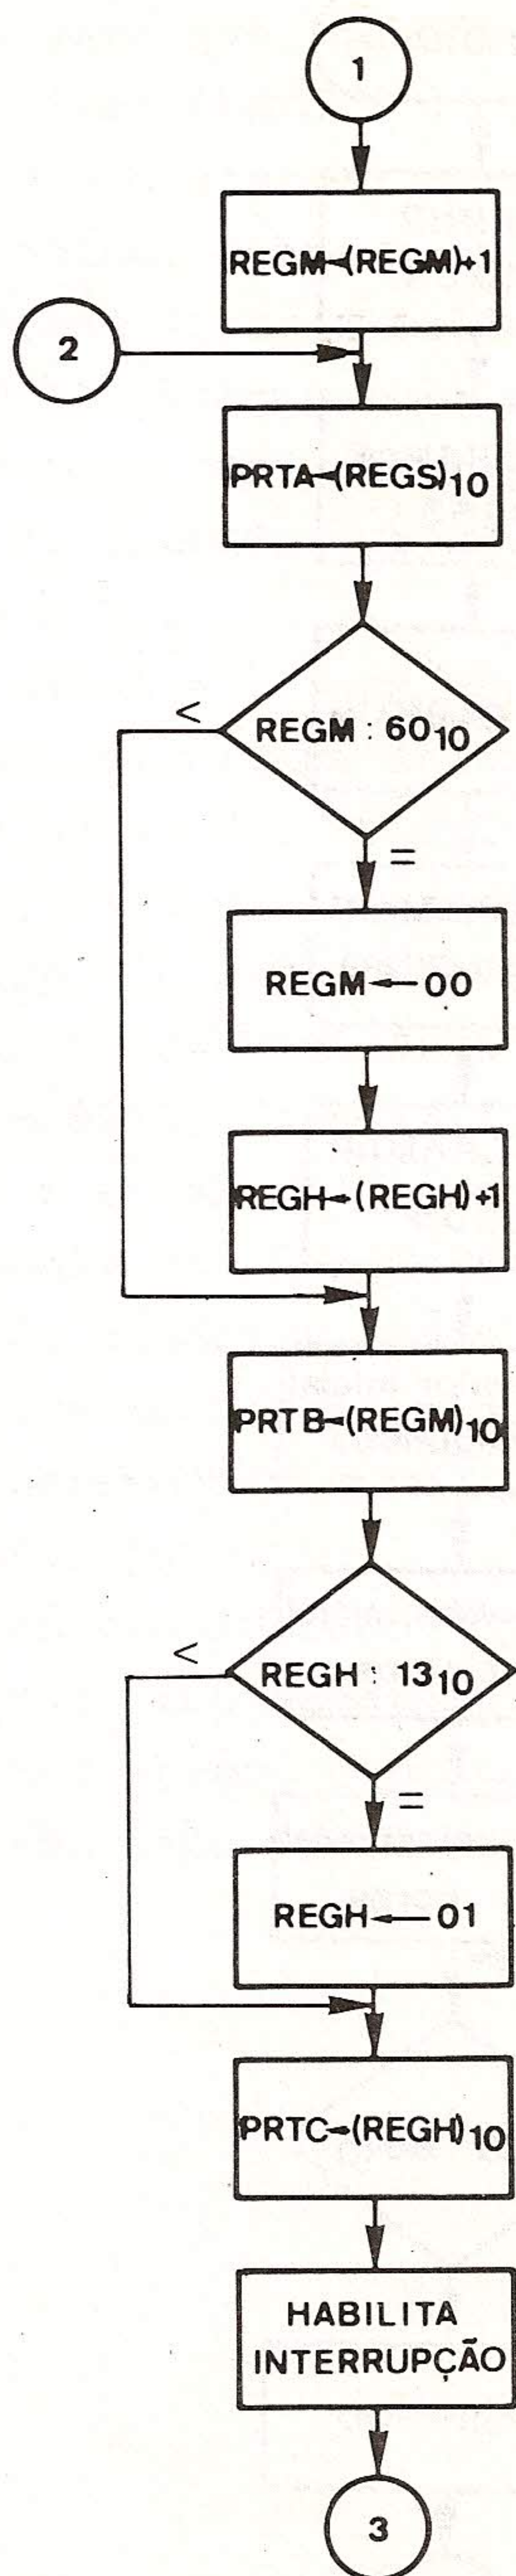 1
REGM←(REGM)+1
2
PRTA←(REGS)10
<
REGM : 6010
=
REGM ← 00
REGH←(REGH)+1
PRTB←(REGM)10
<
REGH : 1310
=
REGH ← 01
PRTC←(REGH)10
HABILITA
INTERRUPÇÃO
3